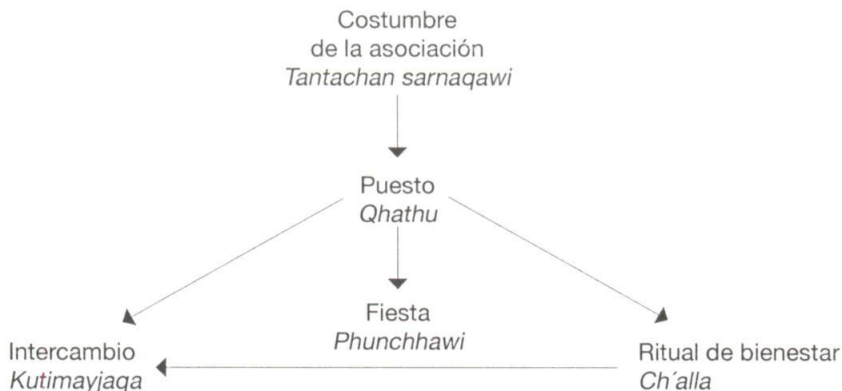 Costumbre
de la asociación
Tantachan sarnaqawi
Puesto
Qhathu
Fiesta
Phunchhawi
Intercambio
Kutimayjaqa
Ritual de bienestar
Ch´alla